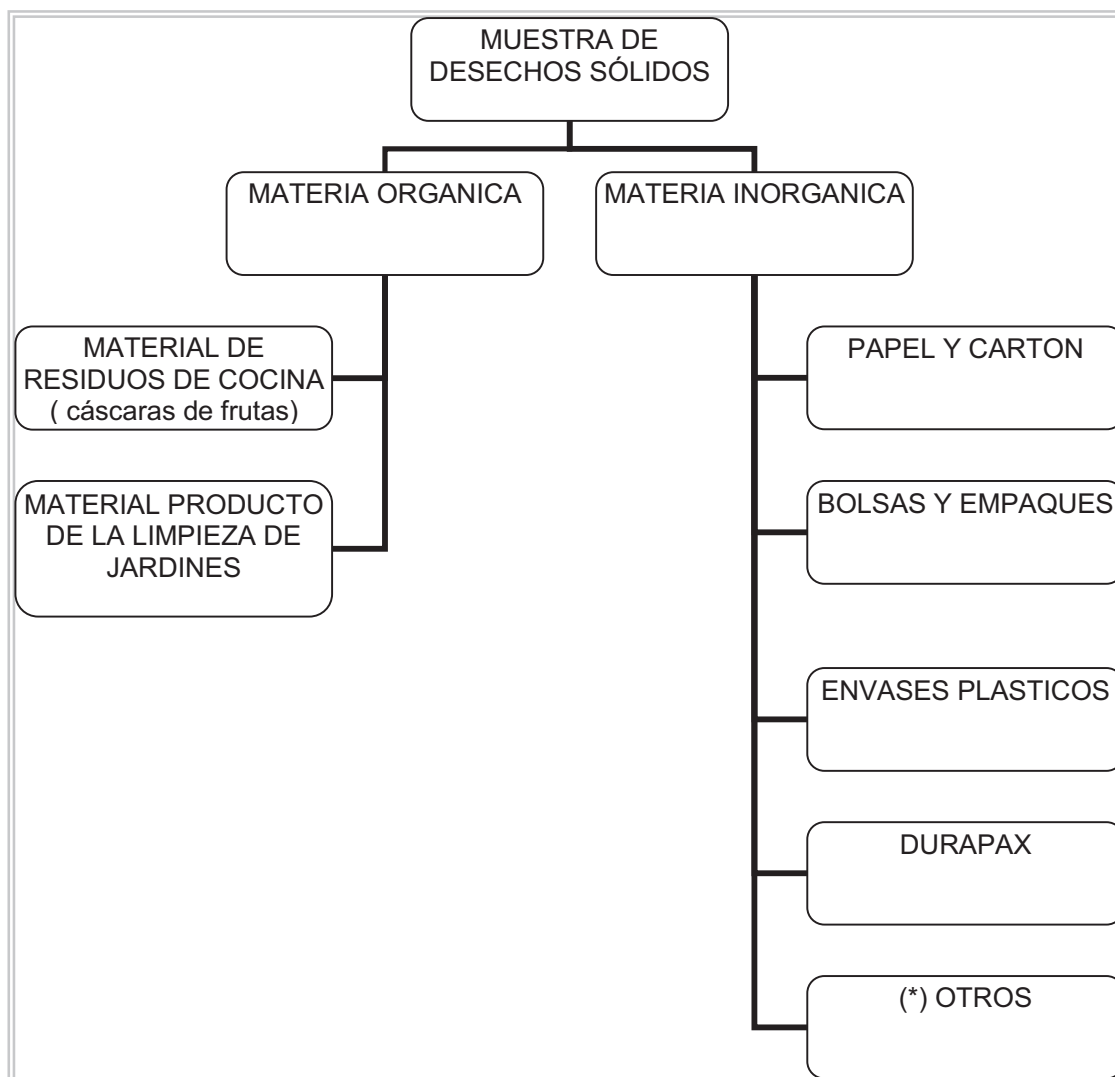 MUESTRA DE
DESECHOS SÓLIDOS
MATERIA ORGANICA
MATERIA INORGANICA
MATERIAL DE
RESIDUOS DE COCINA
( cáscaras de frutas)
MATERIAL PRODUCTO
DE LA LIMPIEZA DE
JARDINES
PAPEL Y CARTON
BOLSAS Y EMPAQUES
ENVASES PLASTICOS
DURAPAX
(*) OTROS